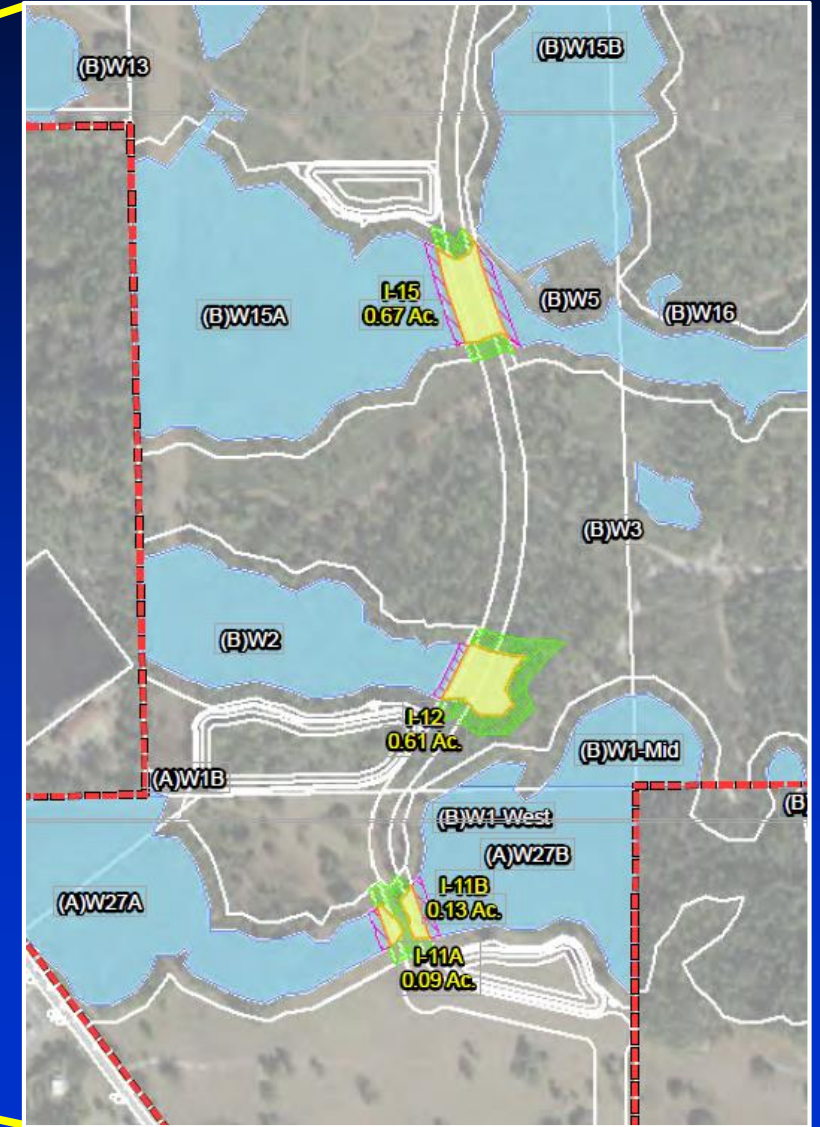 (B)W13
(B)W15B
I-15
0.67 Ac.
(B)W15A
(B)W5
(B)W16
(B)W3
(B)W2
I-12
0.61 Ac.
(B)W1-Mid
(A)W1B
(B)W1-West
(B
(A)W27B
(A)W27A
I-11B
0.13 Ac.
I-11A
0.09 Ac.